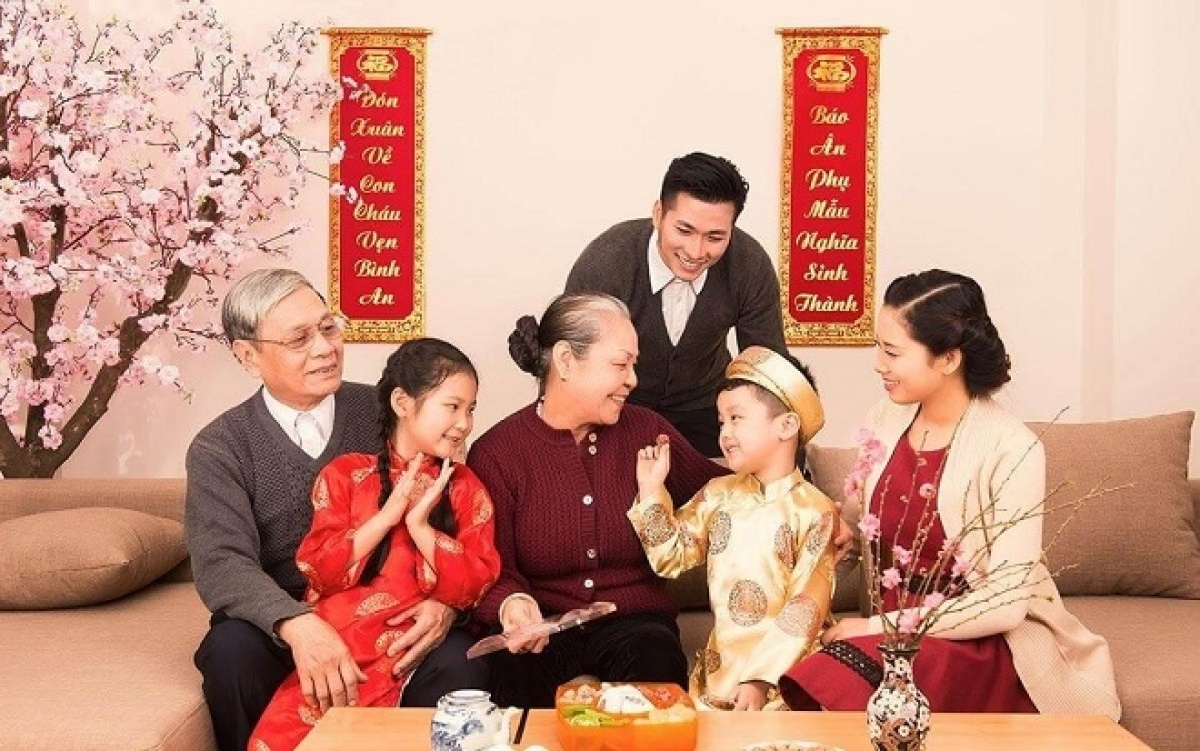 Đón
Xuân
Về
Con
Cháu
Vẹn
Bình
An
Báo
Ân
Phụ
Mẫu
Nghĩa
Sinh
Thành